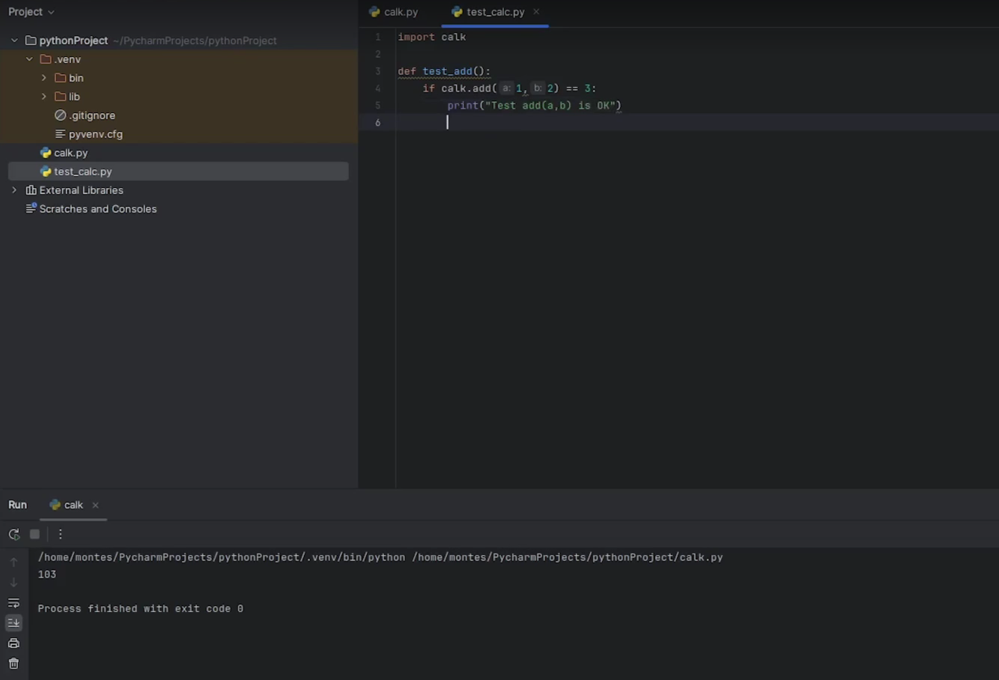 Project
calk.py
test_calc.py
pythonProject ~/PycharmProjects/pythonProject
.venv
bin
lib
.gitignore
pyvenv.cfg
calk.py
test_calc.py
External Libraries
Scratches and Consoles
1 import calk
2
3 def test_add():
4 if calk.add( a: 1, b: 2) == 3:
5 print("Test add(a,b) is OK")
6
Run calk
/home/montes/PycharmProjects/pythonProject/.venv/bin/python /home/montes/PycharmProjects/pythonProject/calk.py
103
Process finished with exit code 0